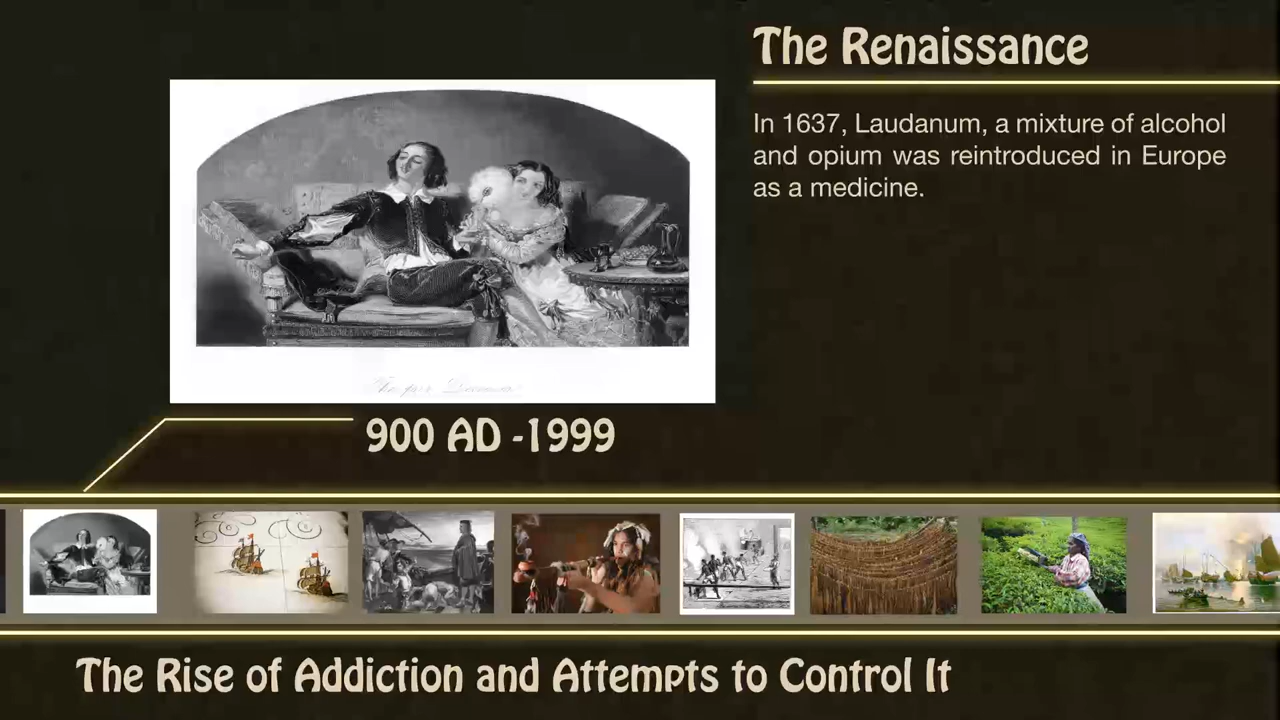 The Renaissance
In 1637, Laudanum, a mixture of alcohol
and opium was reintroduced in Europe
as a medicine.
900 AD -1999
The Rise of Addiction and Attempts to Control It